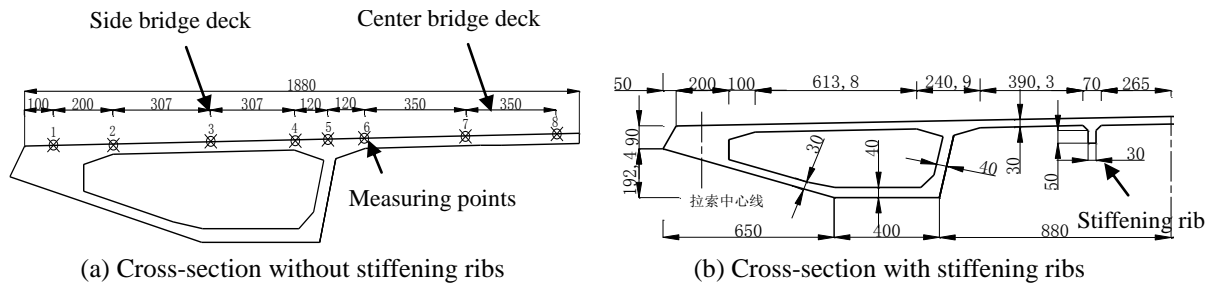 Side bridge deck
Center bridge deck
1880
100 200 307 307 120 120 350 350
1 2 3 4 5 6 7 8
Measuring points
(a) Cross-section without stiffening ribs
50 200 100 613,8 240,9 390,3 70 265
90
192,4
30
40
40
30
50
30
拉索中心线
Stiffening rib
650 400 880
(b) Cross-section with stiffening ribs